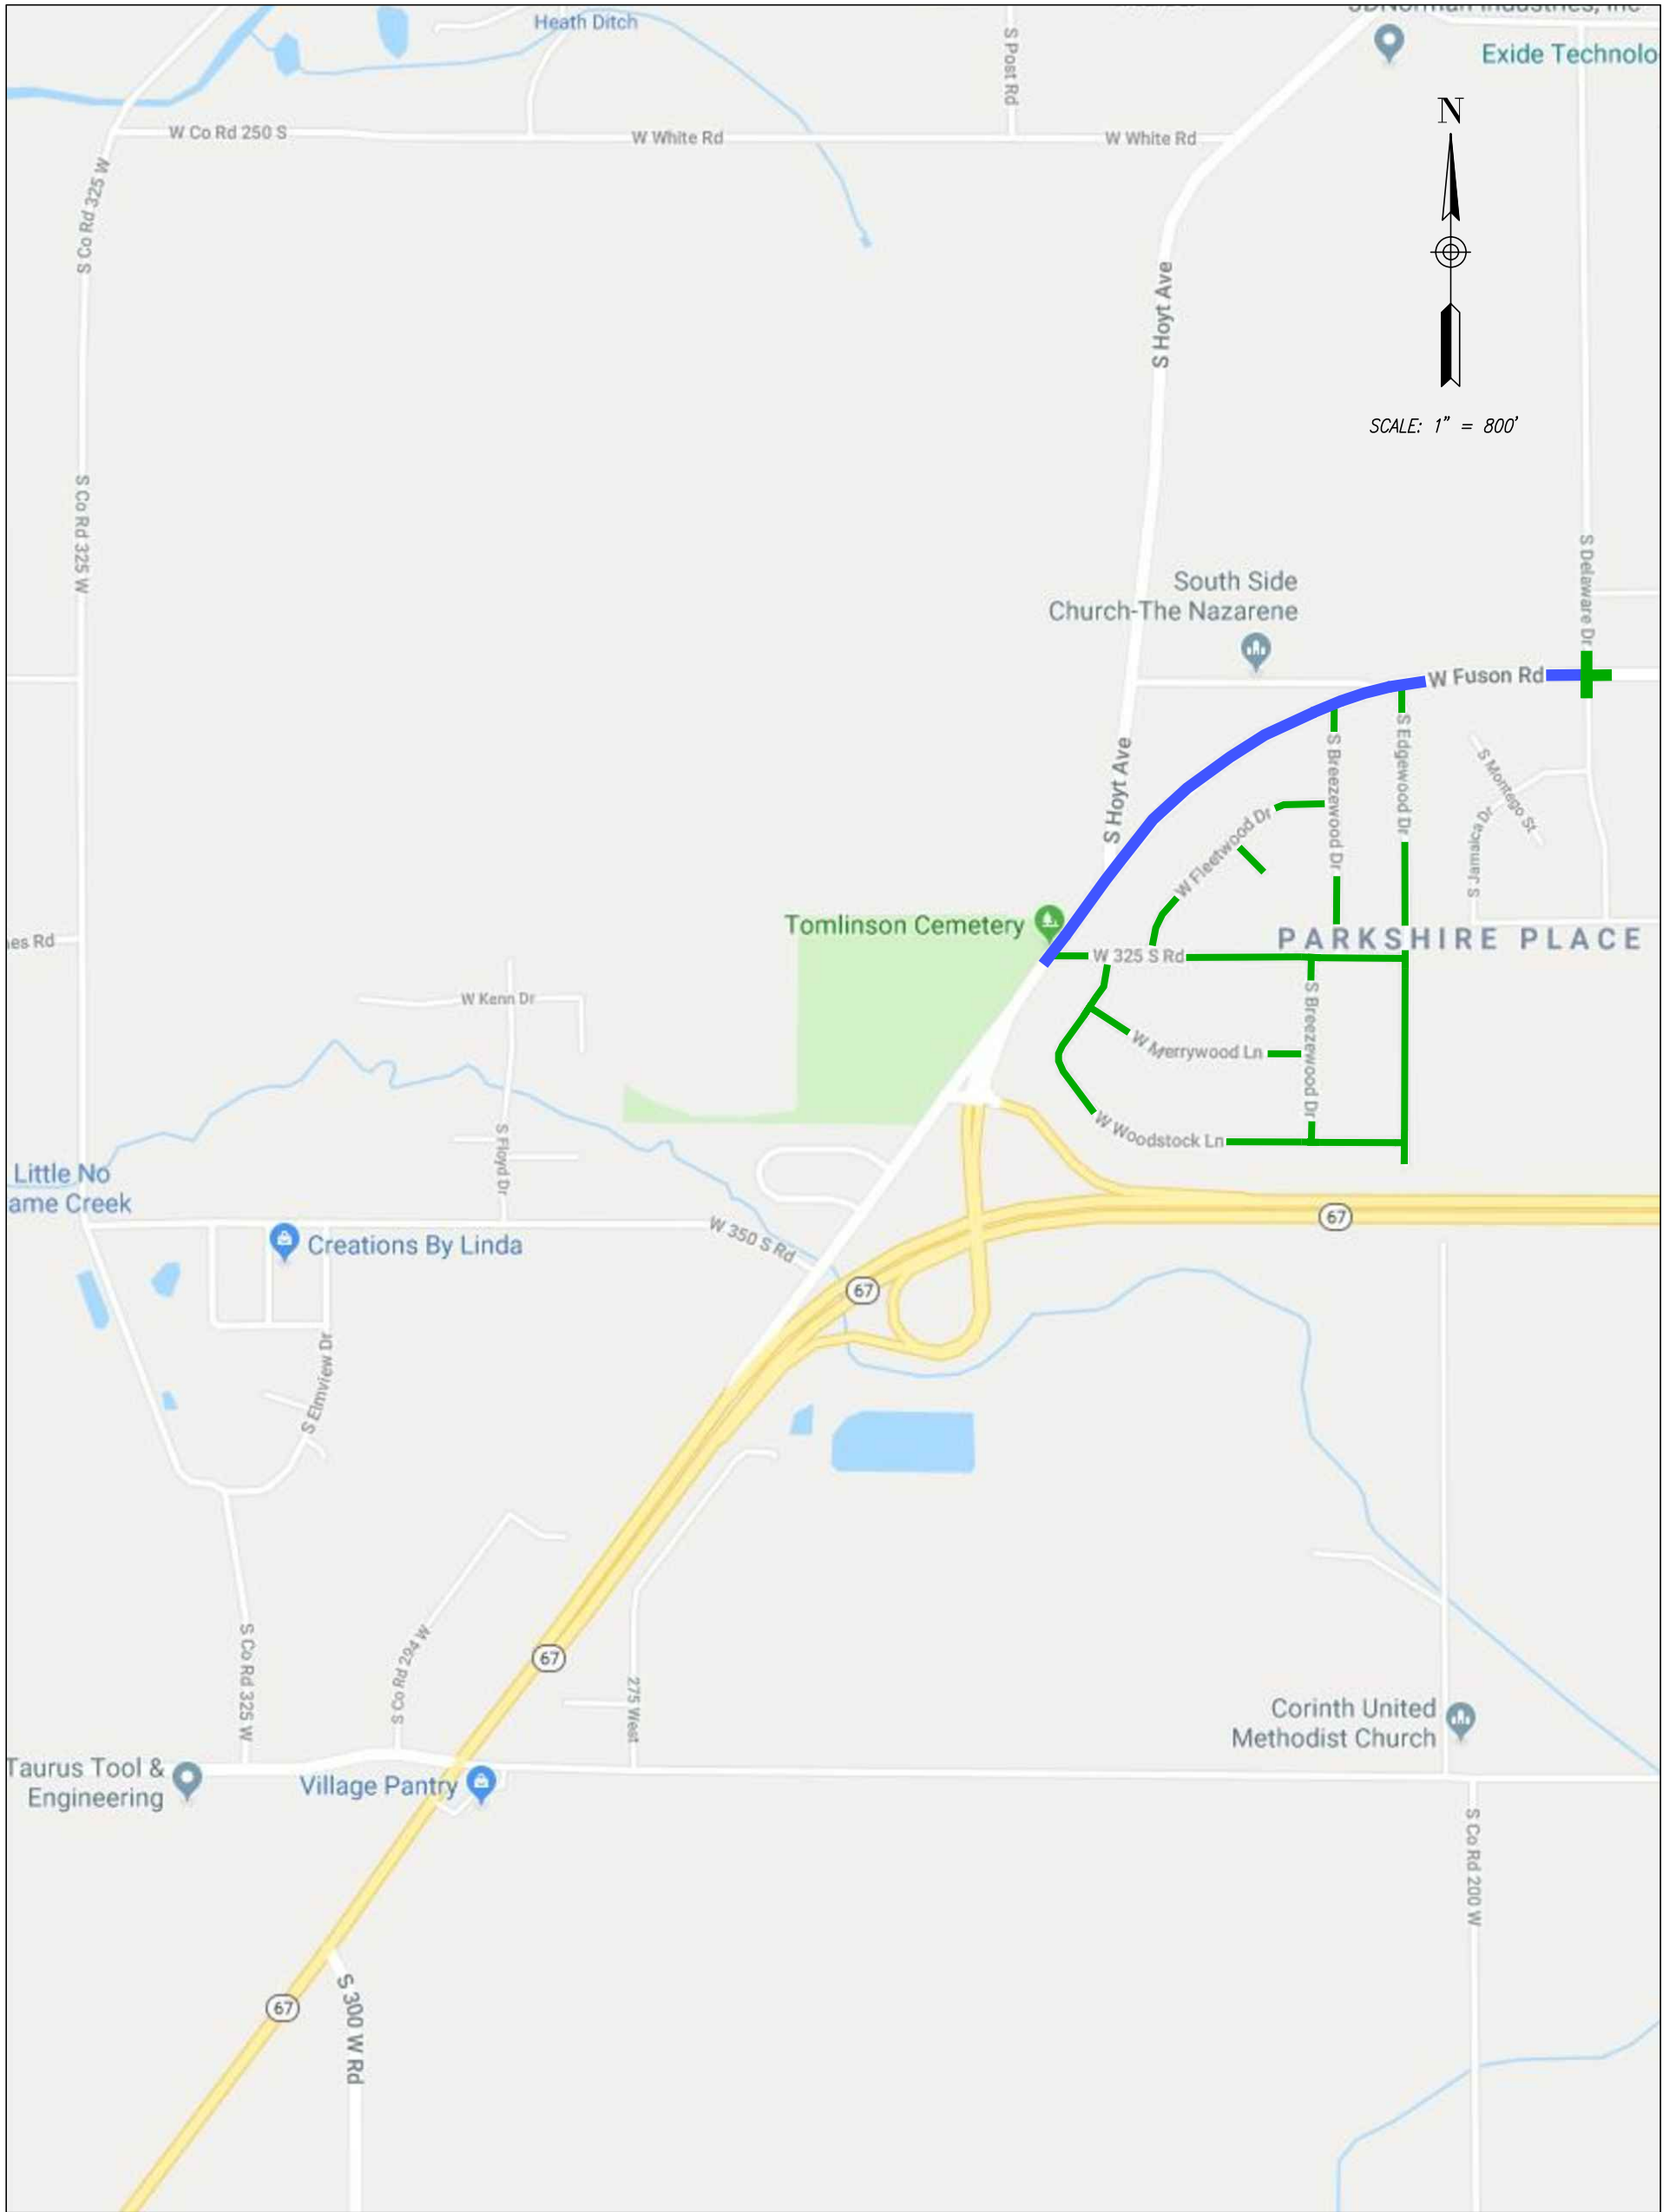 Heath Ditch
S Post Rd
Industries, Inc
Exide Technolo
W Co Rd 250 S
W White Rd
W White Rd
N
S Co Rd 325 W
S Hoyt Ave
SCALE: 1" = 800'
S Co Rd 325 W
South Side
Church-The Nazarene
S Delaware Dr
W Fuson Rd
S Hoyt Ave
S Breezewood Dr
S Edgewood Dr
S Montego St
S Jamaica Dr
W Fleetwood Dr
Tomlinson Cemetery
PARKSHIRE PLACE
es Rd
W 325 S Rd
W Kenn Dr
W Merrywood Ln
S Breezewood Dr
W Woodstock Ln
S Floyd Dr
Little No
ame Creek
W 350 S Rd
67
Creations By Linda
67
S Elmview Dr
67
S Co Rd 325 W
S Co Rd 294 W
275 West
Corinth United
Methodist Church
Taurus Tool &
Engineering
Village Pantry
S Co Rd 200 W
67
S 300 W Rd